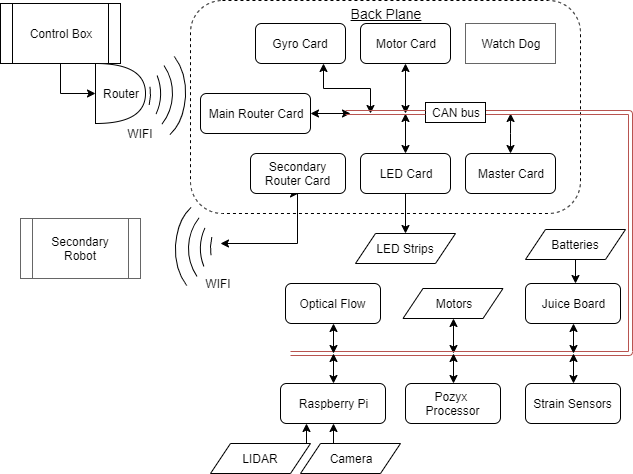 Back Plane
Control Box
Gyro Card
Motor Card
Watch Dog
Router
WIFI
Main Router Card
CAN bus
Secondary
Router Card
LED Card
Master Card
Secondary
Robot
WIFI
LED Strips
Batteries
Optical Flow
Motors
Juice Board
Raspberry Pi
Pozyx
Processor
Strain Sensors
LIDAR
Camera